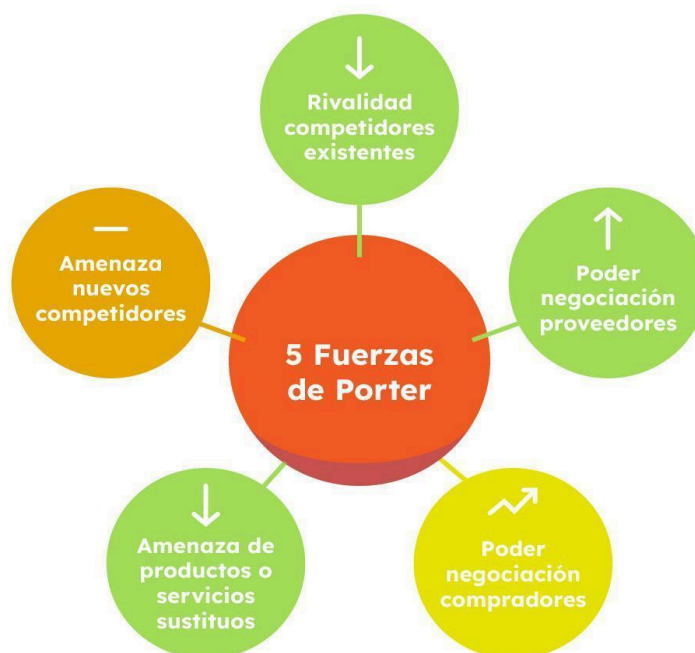 Rivalidad
competidores
existentes
Amenaza
nuevos
competidores
Poder
negociación
proveedores
5 Fuerzas
de Porter
Amenaza de
productos o
servicios
sustituos
Poder
negociación
compradores